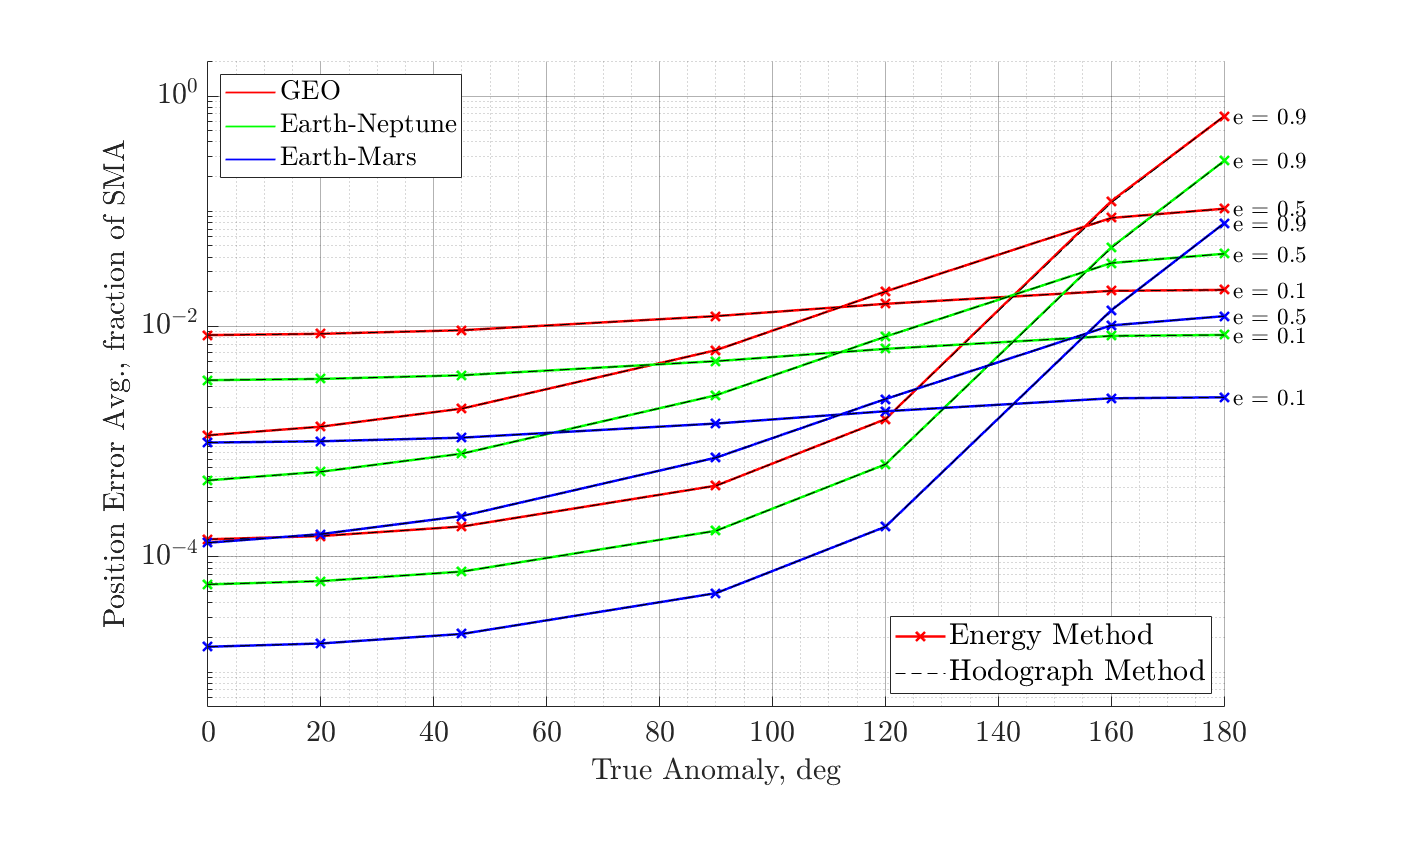 GEO
Earth-Neptune
Earth-Mars
10^0
10^−2
10^−4
Position Error Avg., fraction of SMA
e = 0.9
e = 0.9
e = 0.5
e = 0.9
e = 0.5
e = 0.1
e = 0.5
e = 0.1
e = 0.1
Energy Method
Hodograph Method
0 20 40 60 80 100 120 140 160 180
True Anomaly, deg